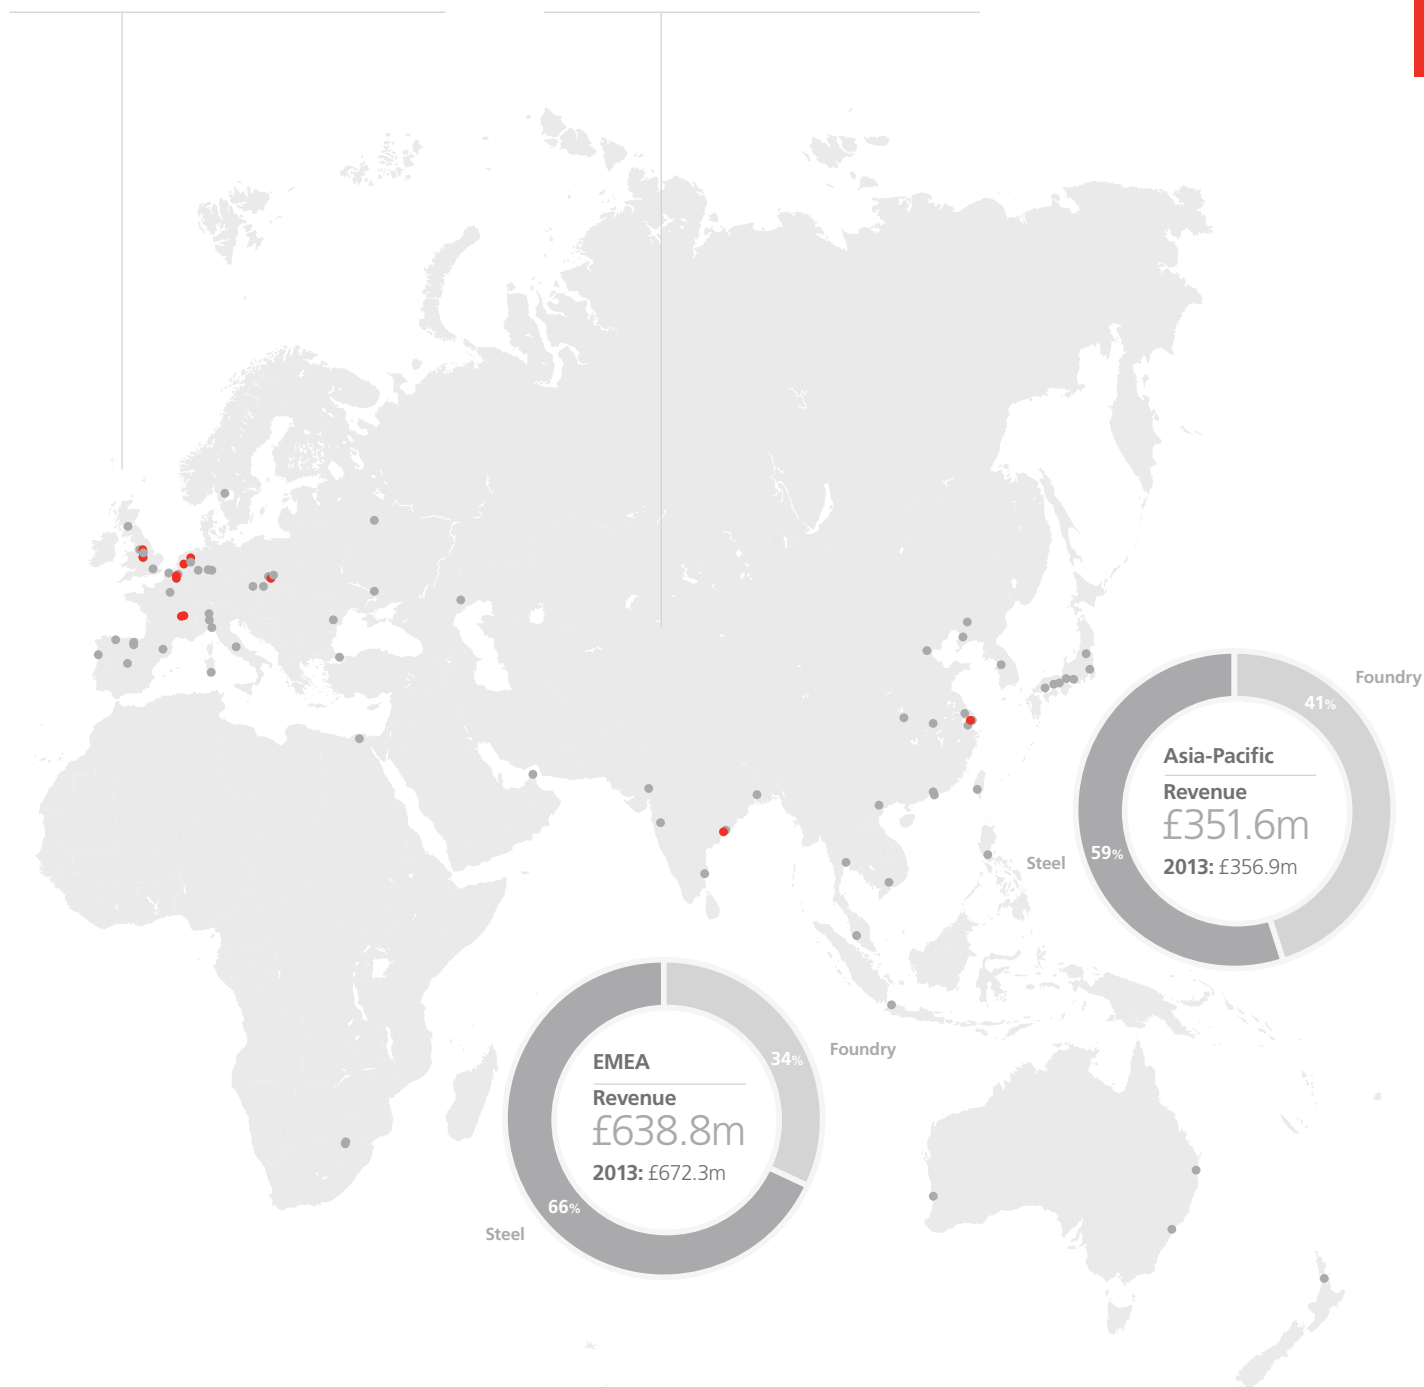 Foundry
41%
Asia-Pacific
Revenue
£351.6m
2013: £356.9m
59%
Steel
EMEA
Revenue
£638.8m
2013: £672.3m
34%
Foundry
66%
Steel